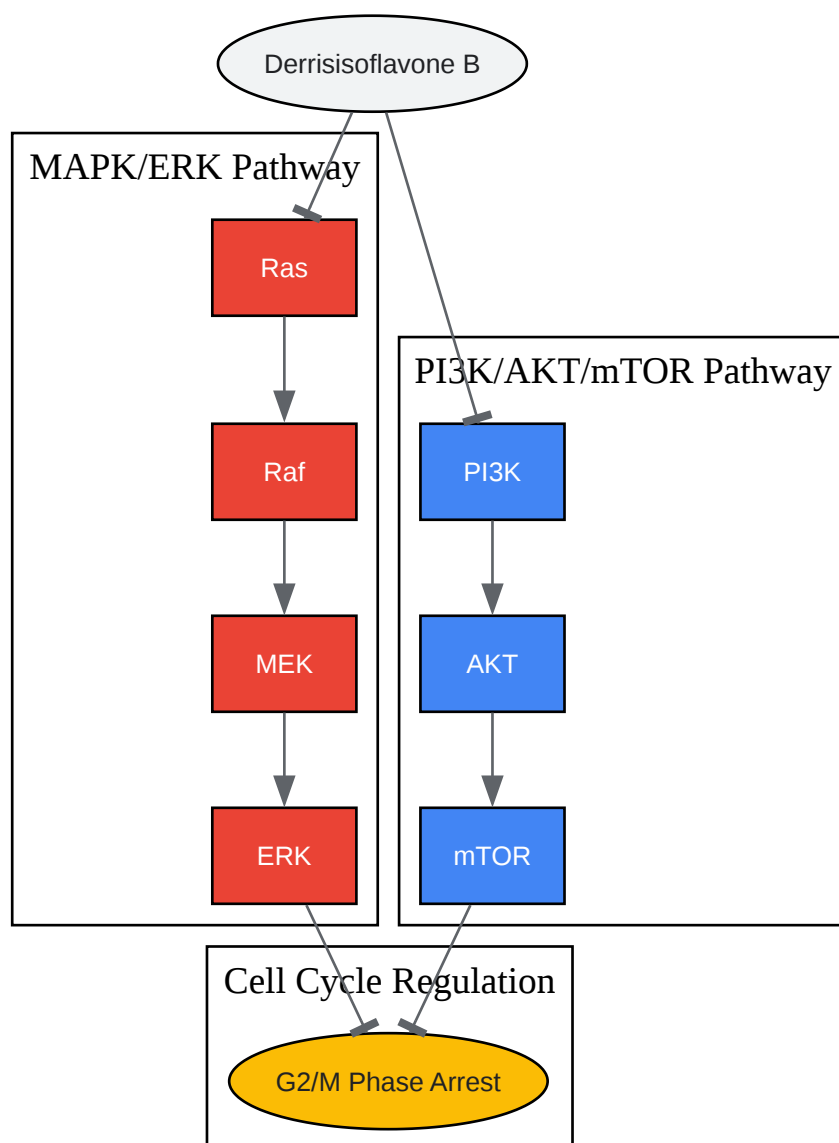 Derrisisoflavone B
MAPK/ERK Pathway
Ras
Raf
MEK
ERK
PI3K/AKT/mTOR Pathway
PI3K
AKT
mTOR
Cell Cycle Regulation
G2/M Phase Arrest